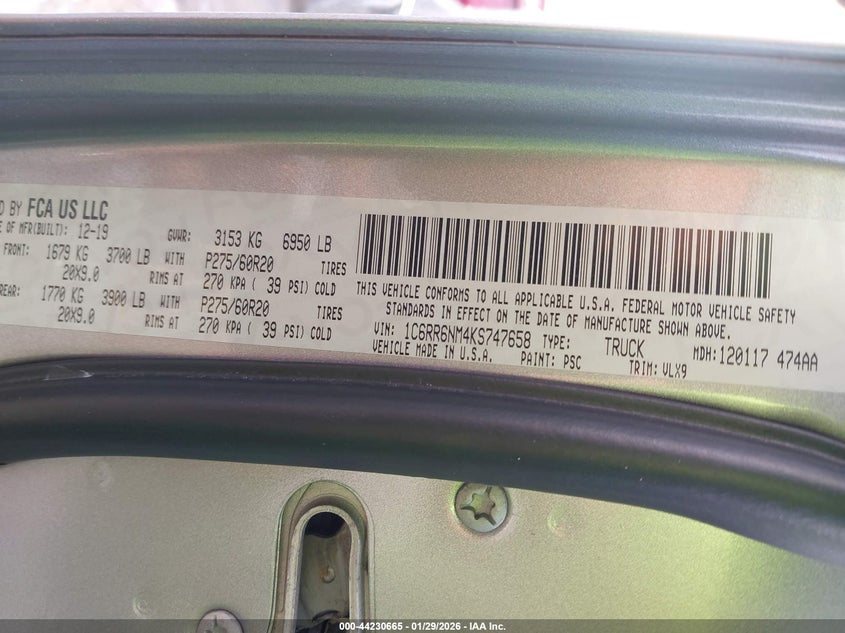 D BY FCA US LLC
E OF MFR(BUILT): 12-19 GVWR: 3153 KG 6950 LB
FRONT: 1679 KG 3700 LB WITH P275/60R20 TIRES
20X9.0 RIMS AT 270 KPA ( 39 PSI) COLD
REAR: 1770 KG 3900 LB WITH P275/60R20 TIRES
20X9.0 RIMS AT 270 KPA ( 39 PSI) COLD
THIS VEHICLE CONFORMS TO ALL APPLICABLE U.S.A. FEDERAL MOTOR VEHICLE SAFETY
STANDARDS IN EFFECT ON THE DATE OF MANUFACTURE SHOWN ABOVE.
VIN: 1C6RR6NM4KS747658 TYPE: TRUCK MDH: 120117 474AA
VEHICLE MADE IN U.S.A. PAINT: PSC TRIM: VLX9
000-44230665 - 01/29/2026 - IAA Inc.